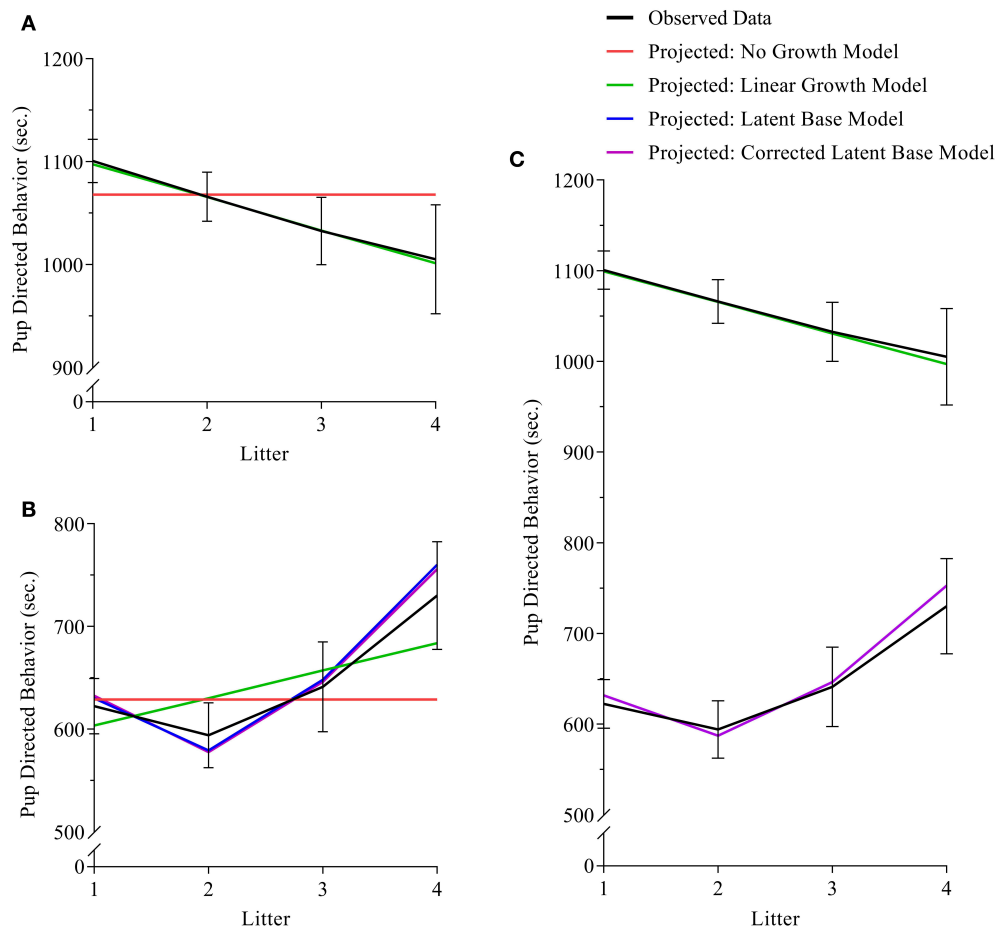 A
1200
1100
1000
900
0
1
2
3
4
Pup Directed Behavior (sec.)
Litter
Observed Data
Projected: No Growth Model
Projected: Linear Growth Model
Projected: Latent Base Model
Projected: Corrected Latent Base Model
B
800
700
600
500
0
1
2
3
4
Pup Directed Behavior (sec.)
Litter
C
1200
1100
1000
900
800
700
600
500
0
1
2
3
4
Pup Directed Behavior (sec.)
Litter